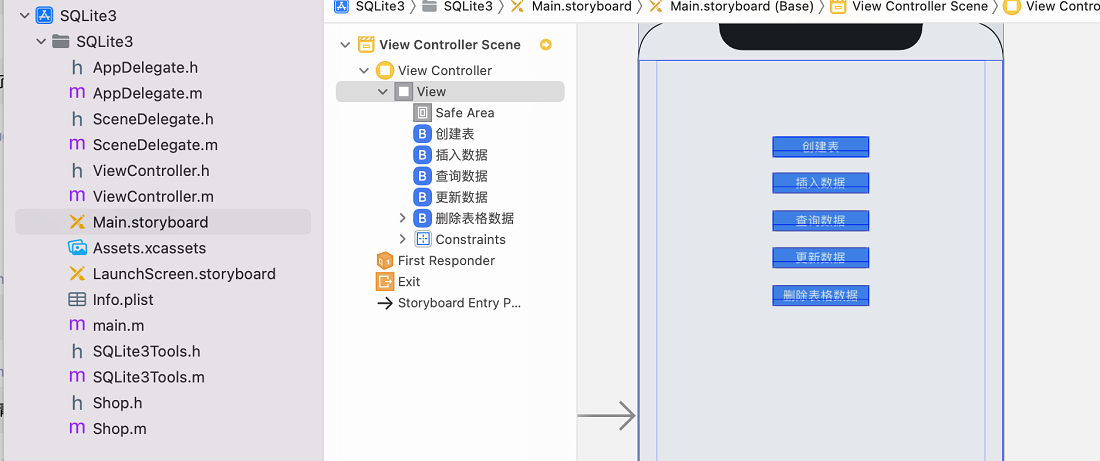 SQLite3
SQLite3
AppDelegate.h
AppDelegate.m
SceneDelegate.h
SceneDelegate.m
ViewController.h
ViewController.m
Main.storyboard
Assets.xcassets
LaunchScreen.storyboard
Info.plist
main.m
SQLite3Tools.h
SQLite3Tools.m
Shop.h
Shop.m
SQLite3 〉 SQLite3 〉 Main.storyboard 〉 Main.storyboard (Base) 〉 View Controller Scene 〉 View Contro
View Controller Scene
View Controller
View
Safe Area
创建表
插入数据
查询数据
更新数据
删除表格数据
Constraints
First Responder
Exit
Storyboard Entry P...
创建表
插入数据
查询数据
更新数据
删除表格数据